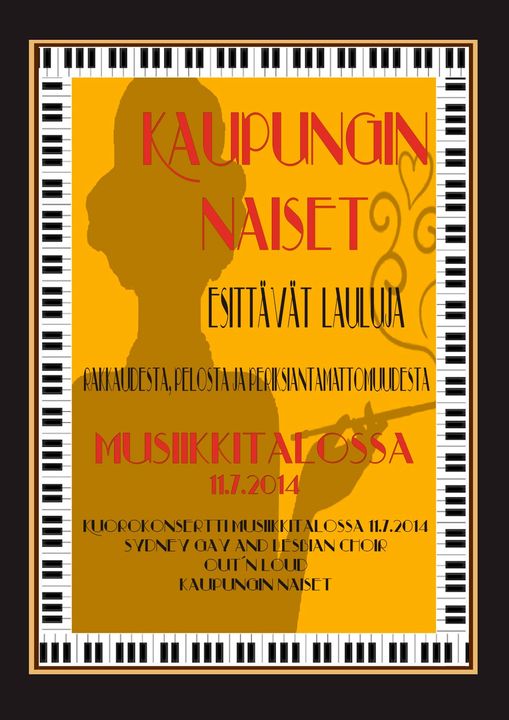 KAUPUNGIN
NAISET
ESITTÄVÄT LAULUJA
RAKKAUDESTA, PELOSTA JA PERIKSIANTAMATTOMUUDESTA
MUSIIKKITALOSSA
11.7.2014
KUOROKONSERTTI MUSIIKKITALOSSA 11.7.2014
SYDNEY GAY AND LESBIAN CHOIR
OUT´N LOUD
KAUPUNGIN NAISET